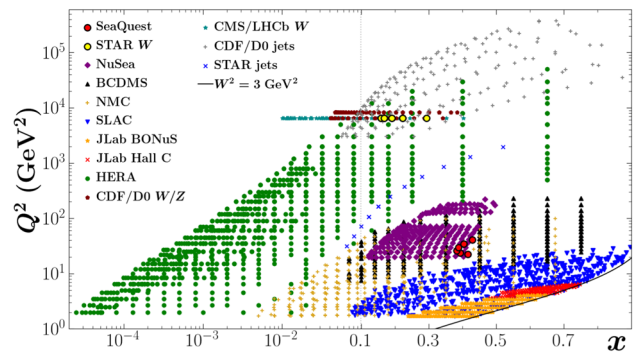 SeaQuest
STAR W
NuSea
BCDMS
NMC
SLAC
JLab BONuS
JLab Hall C
HERA
CDF/D0 W/Z
CMS/LHCb W
CDF/D0 jets
STAR jets
W² = 3 GeV²
Q² (GeV²)
10⁵
10⁴
10³
10²
10¹
10⁰
10⁻⁴ 10⁻³ 10⁻² 0.1 0.3 0.5 0.7 x